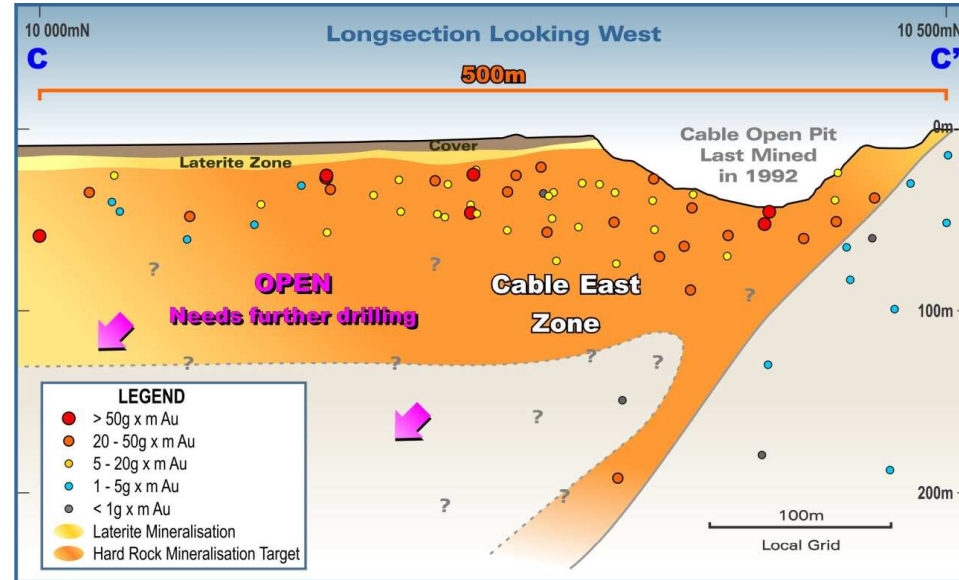 10 000mN
10 500mN
Longsection Looking West
C
C'
500m
0m
Cover
Laterite Zone
Cable Open Pit
Last Mined
in 1992
?
?
?
OPEN
Needs further drilling
Cable East
Zone
100m
?
?
?
?
?
?
?
LEGEND
> 50g x m Au
20 - 50g x m Au
5 - 20g x m Au
1 - 5g x m Au
< 1g x m Au
Laterite Mineralisation
Hard Rock Mineralisation Target
200m
100m
Local Grid